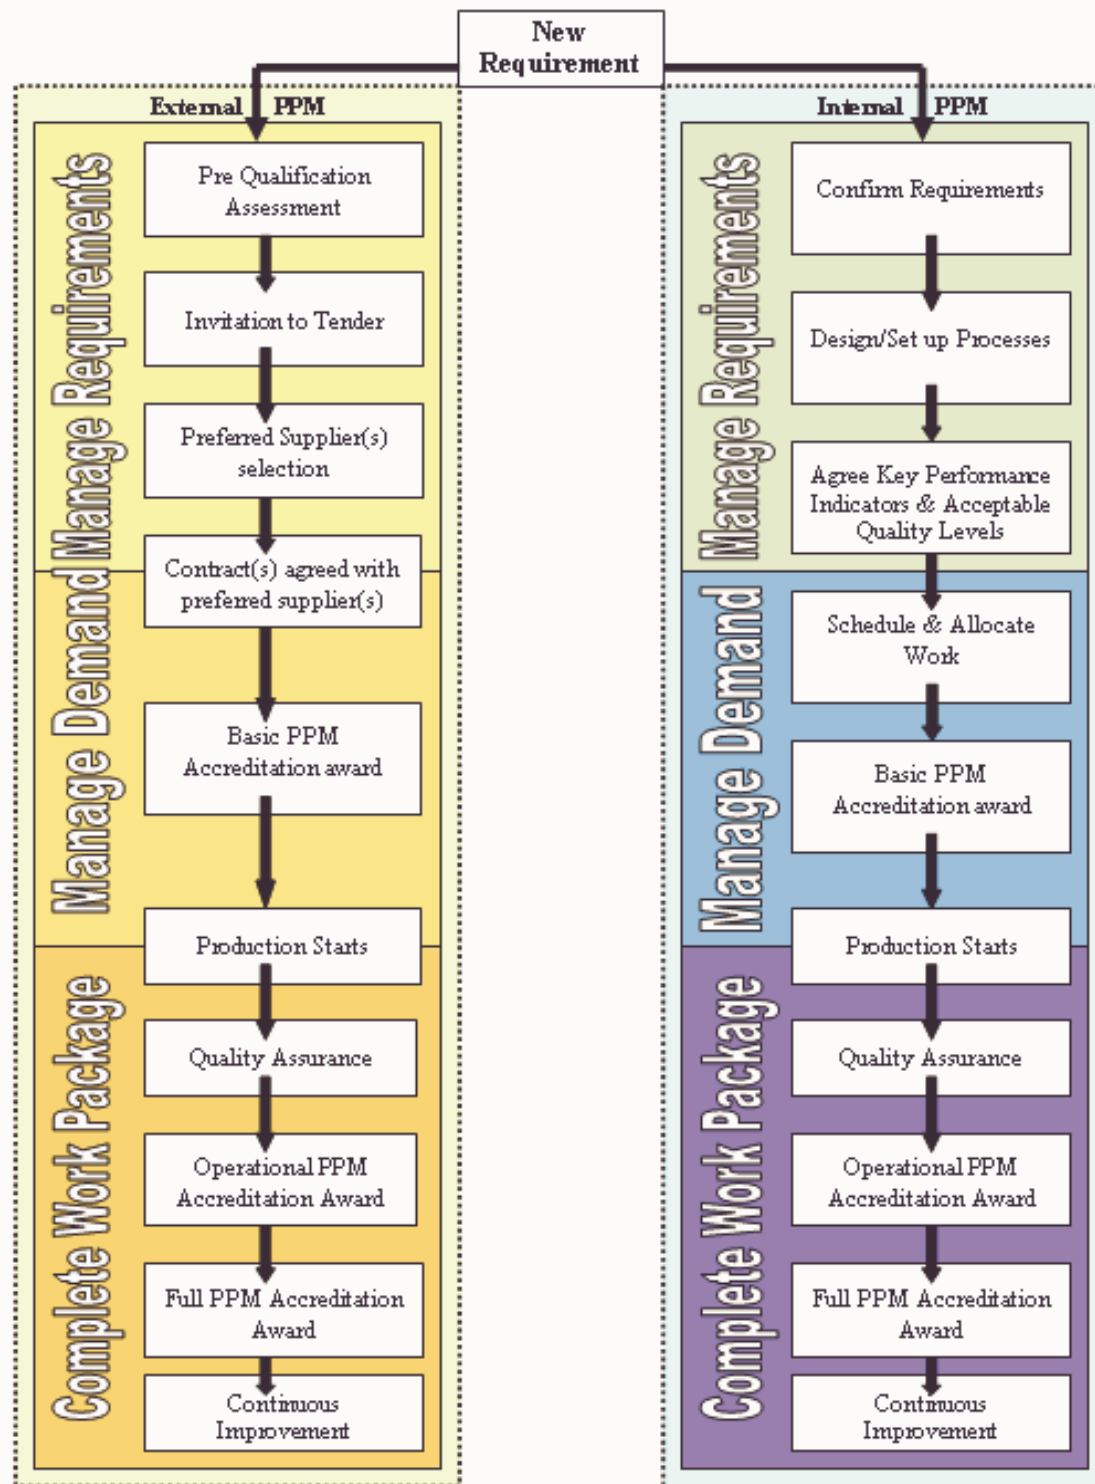 New
Requirement
External PPM
Manage Requirements
Pre Qualification
Assessment
Invitation to Tender
Preferred Supplier(s)
selection
Contract(s) agreed with
preferred supplier(s)
Manage Demand
Basic PPM
Accreditation award
Production Starts
Complete Work Package
Quality Assurance
Operational PPM
Accreditation Award
Full PPM Accreditation
Award
Continuous
Improvement
Internal PPM
Manage Requirements
Confirm Requirements
Design/Set up Processes
Agree Key Performance
Indicators & Acceptable
Quality Levels
Manage Demand
Schedule & Allocate
Work
Basic PPM
Accreditation award
Production Starts
Complete Work Package
Quality Assurance
Operational PPM
Accreditation Award
Full PPM Accreditation
Award
Continuous
Improvement